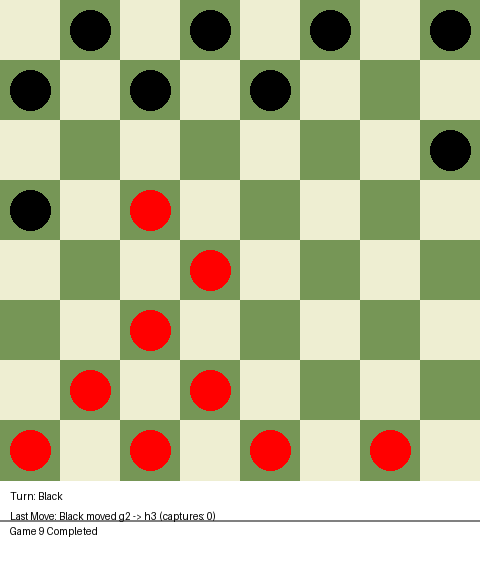 Turn: Black
Last Move: Black moved g2 -> h3 (captures: 0)
Game 9 Completed